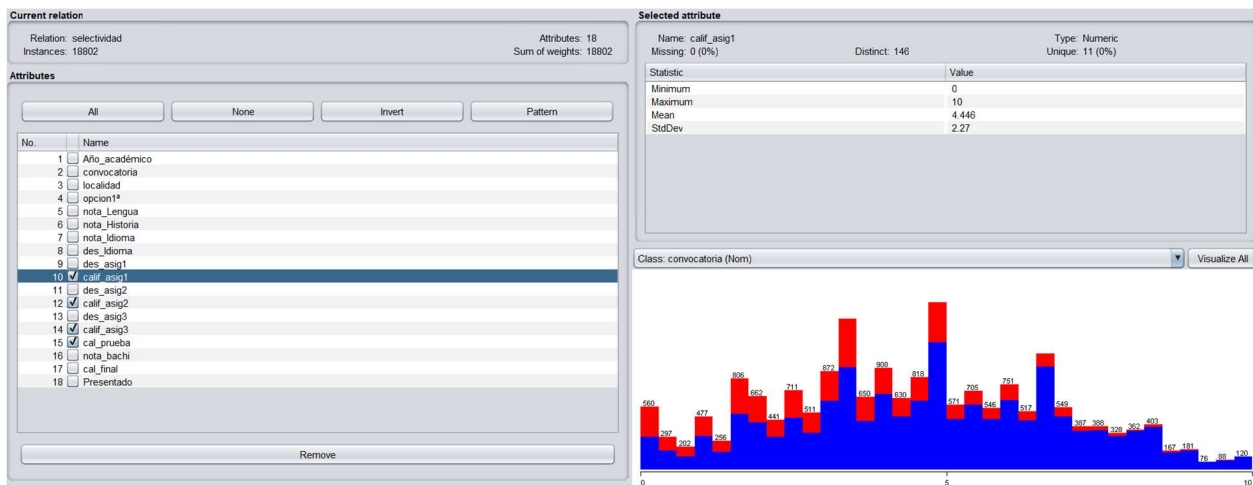 Current relation
Relation: selectividad
Attributes: 18
Instances: 18802
Sum of weights: 18802
Attributes
All
None
Invert
Pattern
No.
Name
1 Año_académico
2 convocatoria
3 localidad
4 opcion1ª
5 nota_Lengua
6 nota_Historia
7 nota_Idioma
8 des_Idioma
9 des_asig1
10 calif_asig1
11 des_asig2
12 calif_asig2
13 des_asig3
14 calif_asig3
15 cal_prueba
16 nota_bachi
17 cal_final
18 Presentado
Remove
Selected attribute
Name: calif_asig1
Type: Numeric
Missing: 0 (0%)
Distinct: 146
Unique: 11 (0%)
Statistic
Value
Minimum
0
Maximum
10
Mean
4.446
StdDev
2.27
Class: convocatoria (Nom)
Visualize All
560
297
202
477
256
806
662
441
711
511
872
650
908
630
818
571
705
546
751
517
549
387
388
328
362
403
167
181
76
88
120
0
5
10